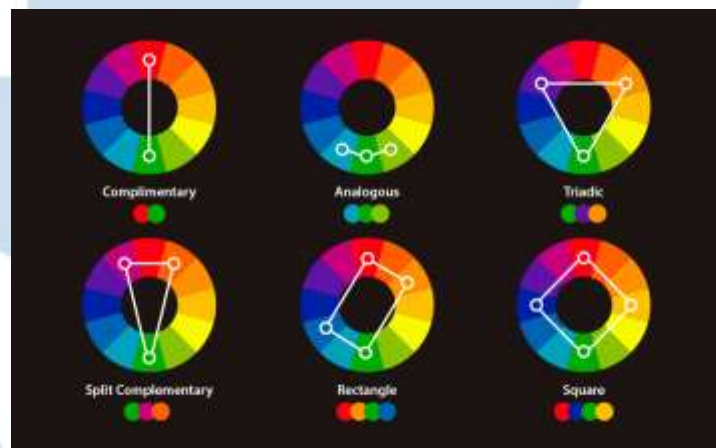 Complimentary
Analogous
Triadic
Split Complementary
Rectangle
Square